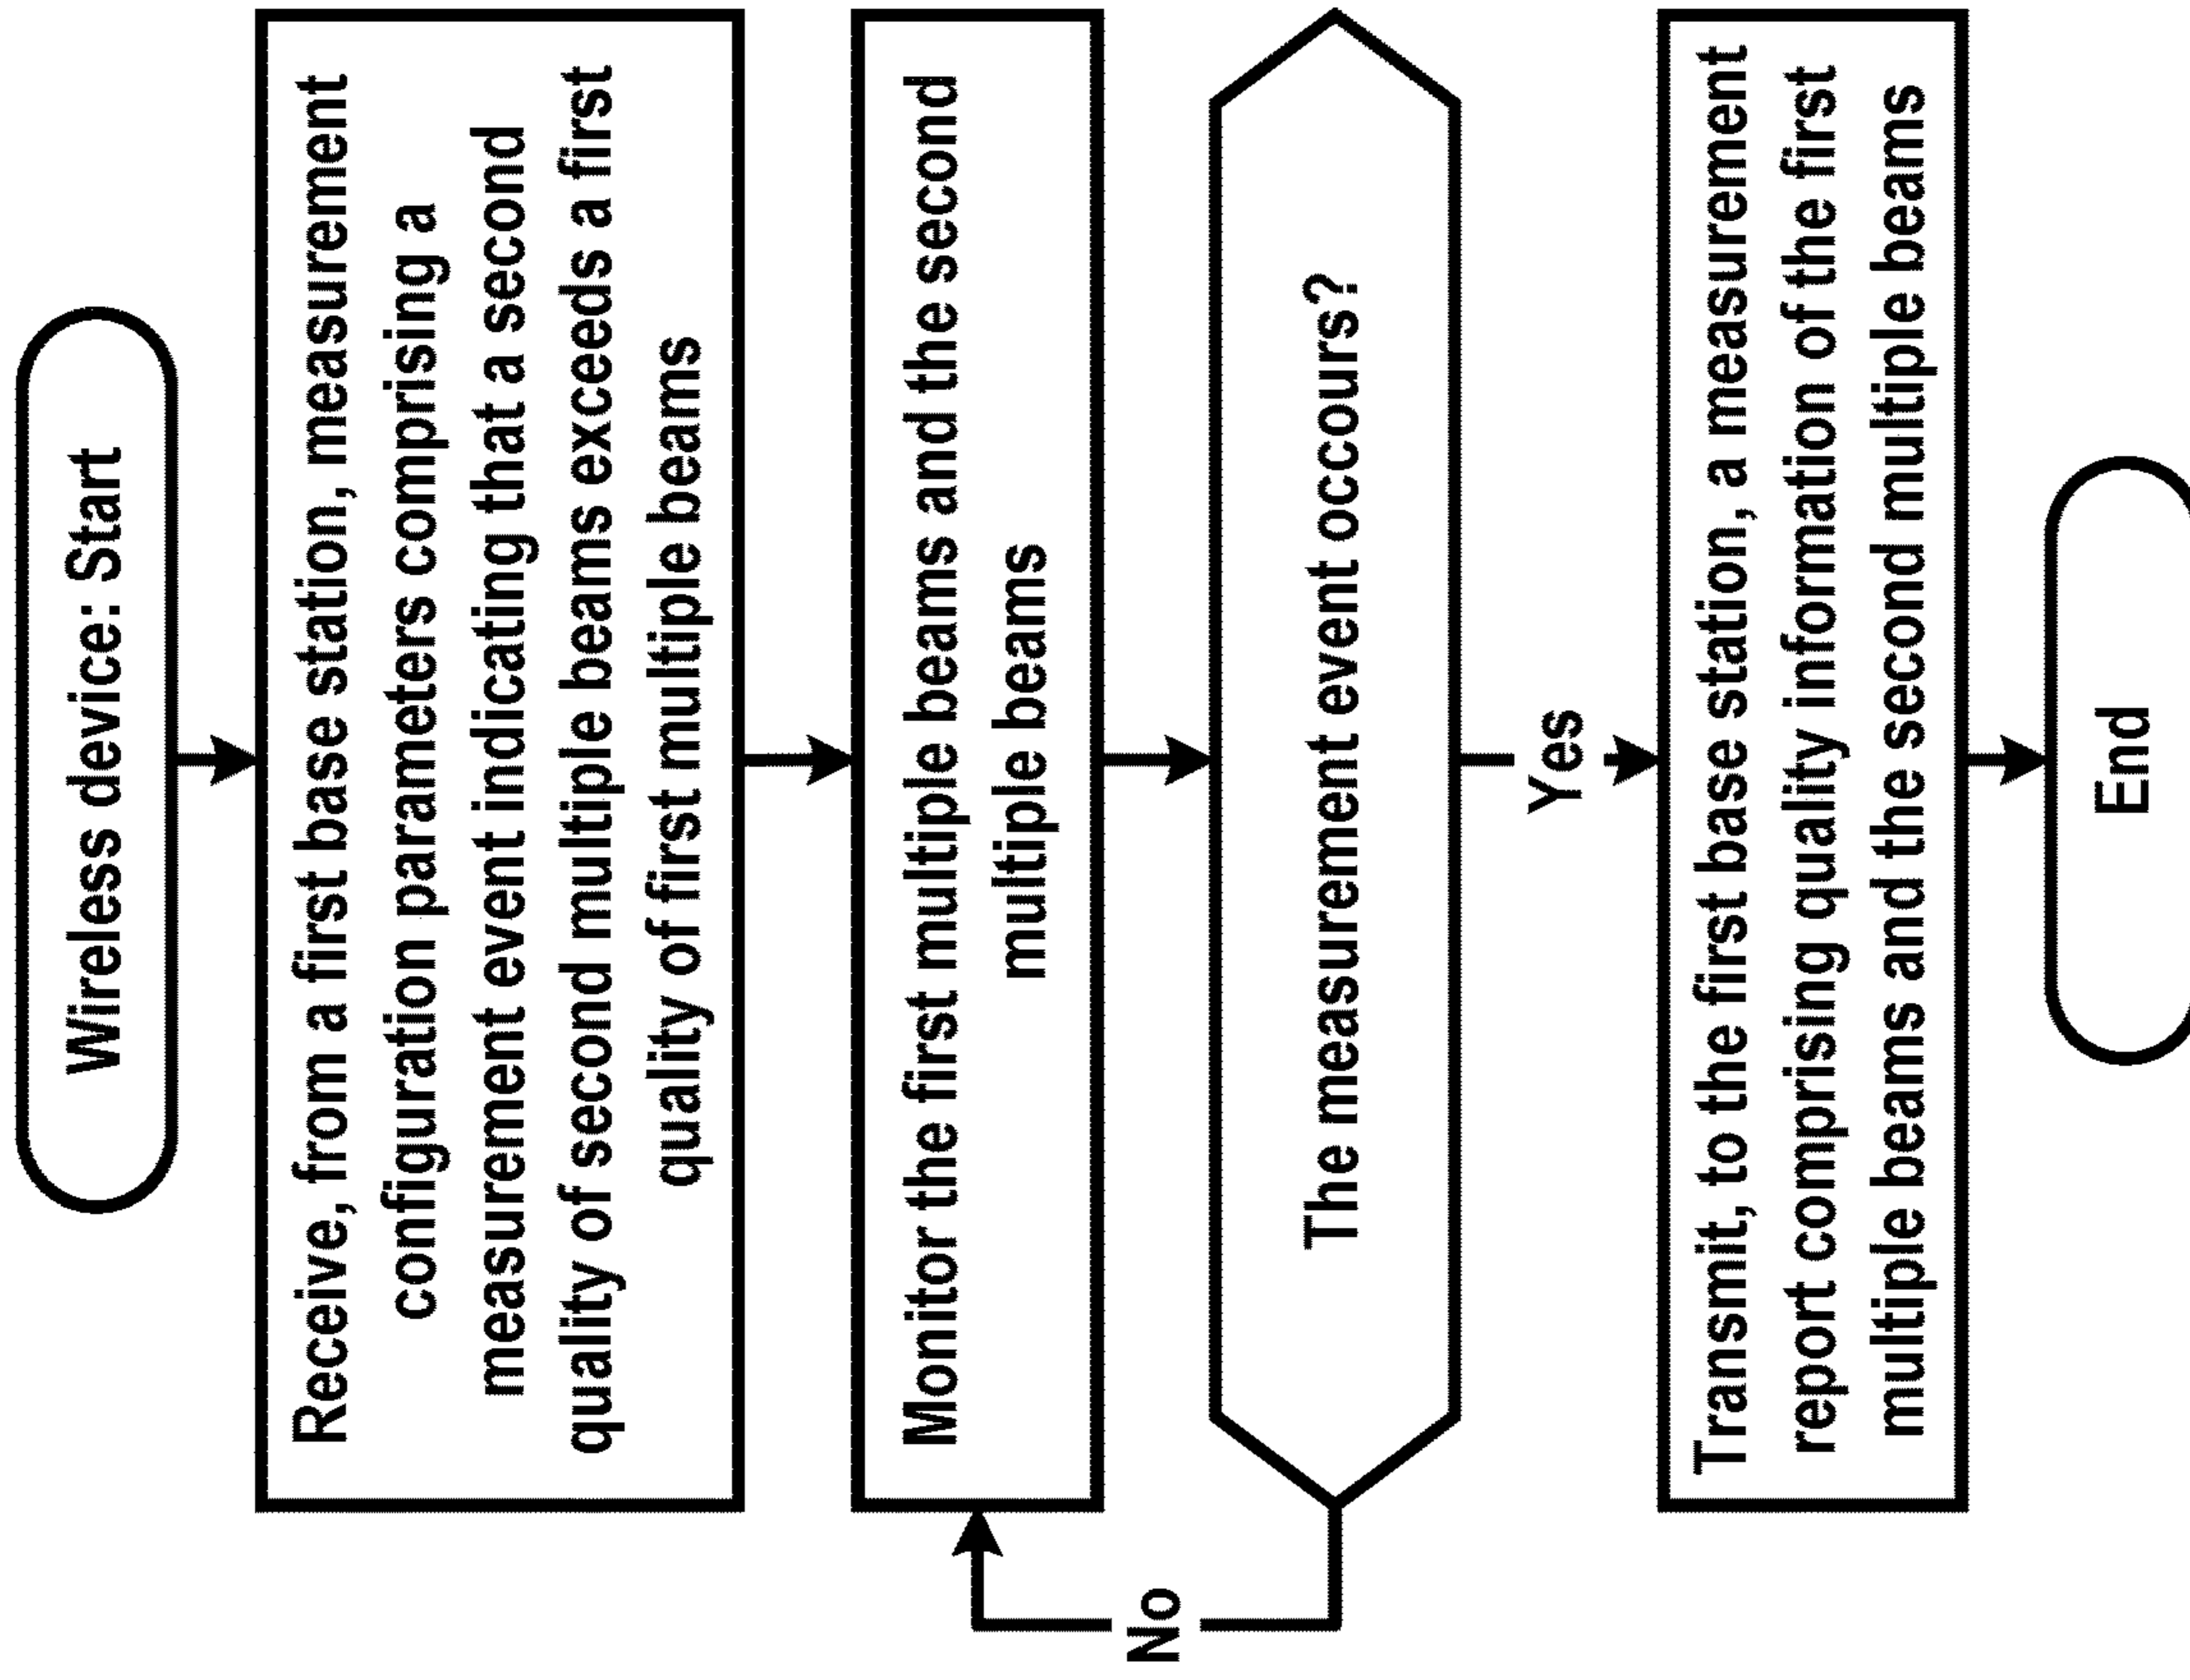 Wireless device: Start
Receive, from a first base station, measurement
configuration parameters comprising a
measurement event indicating that a second
quality of second multiple beams exceeds a first
quality of first multiple beams
Monitor the first multiple beams and the second
multiple beams
The measurement event occours?
No
Yes
Transmit, to the first base station, a measurement
report comprising quality information of the first
multiple beams and the second multiple beams
End